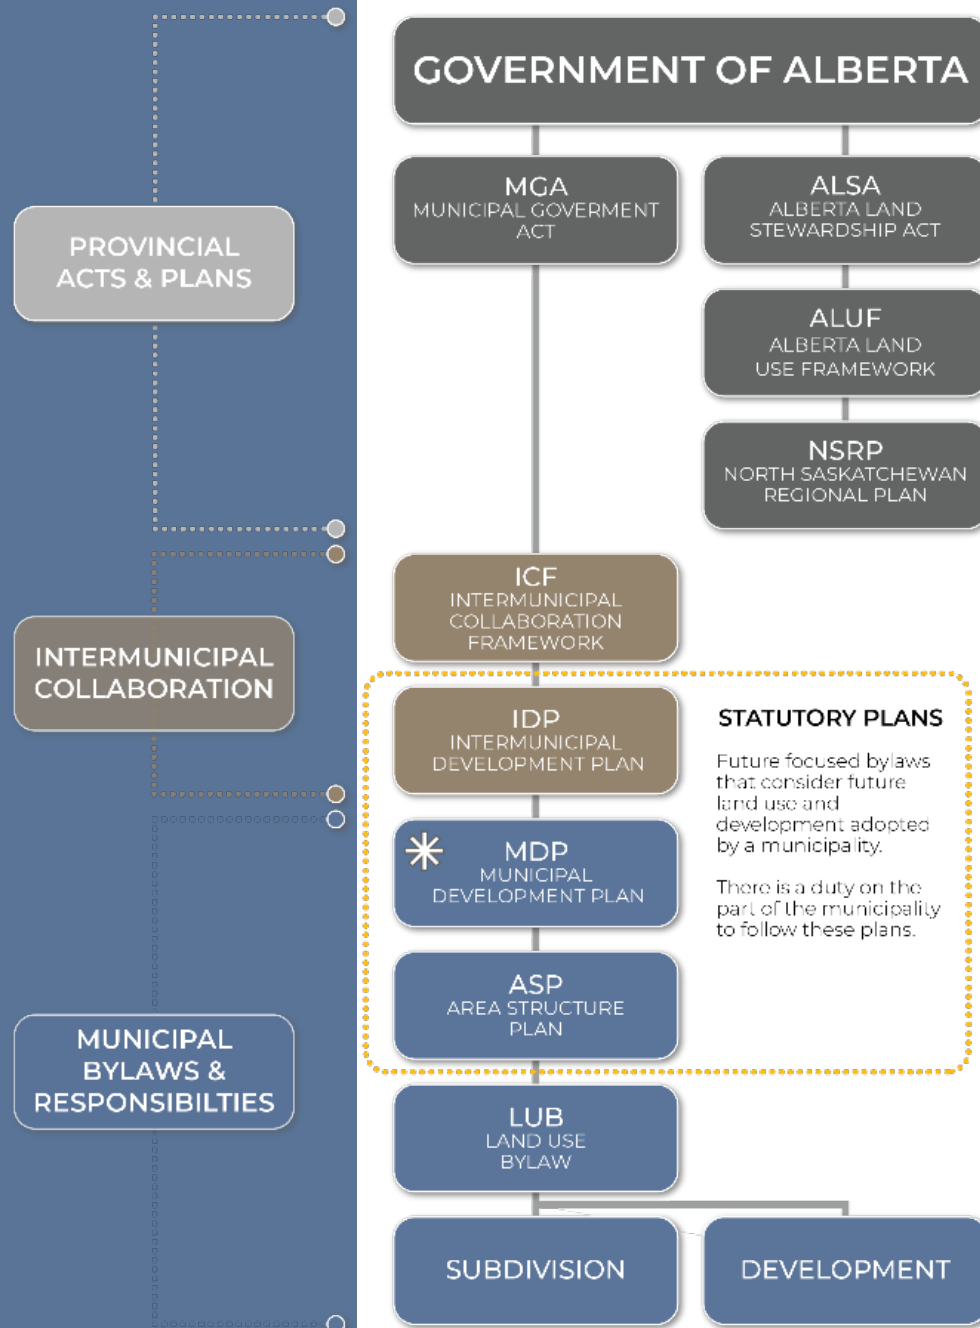 GOVERNMENT OF ALBERTA
PROVINCIAL
ACTS & PLANS
MGA
MUNICIPAL GOVERMENT
ACT
ALSA
ALBERTA LAND
STEWARDSHIP ACT
ALUF
ALBERTA LAND
USE FRAMEWORK
NSRP
NORTH SASKATCHEWAN
REGIONAL PLAN
INTERMUNICIPAL
COLLABORATION
ICF
INTERMUNICIPAL
COLLABORATION
FRAMEWORK
IDP
INTERMUNICIPAL
DEVELOPMENT PLAN
STATUTORY PLANS
Future focused bylaws
that consider future
land use and
development adopted
by a municipality.
There is a duty on the
part of the municipality
to follow these plans.
MDP
MUNICIPAL
DEVELOPMENT PLAN
ASP
AREA STRUCTURE
PLAN
MUNICIPAL
BYLAWS &
RESPONSIBILTIES
LUB
LAND USE
BYLAW
SUBDIVISION
DEVELOPMENT